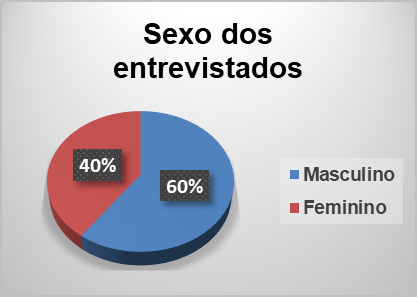 Sexo dos
entrevistados
40%
60%
Masculino
Feminino